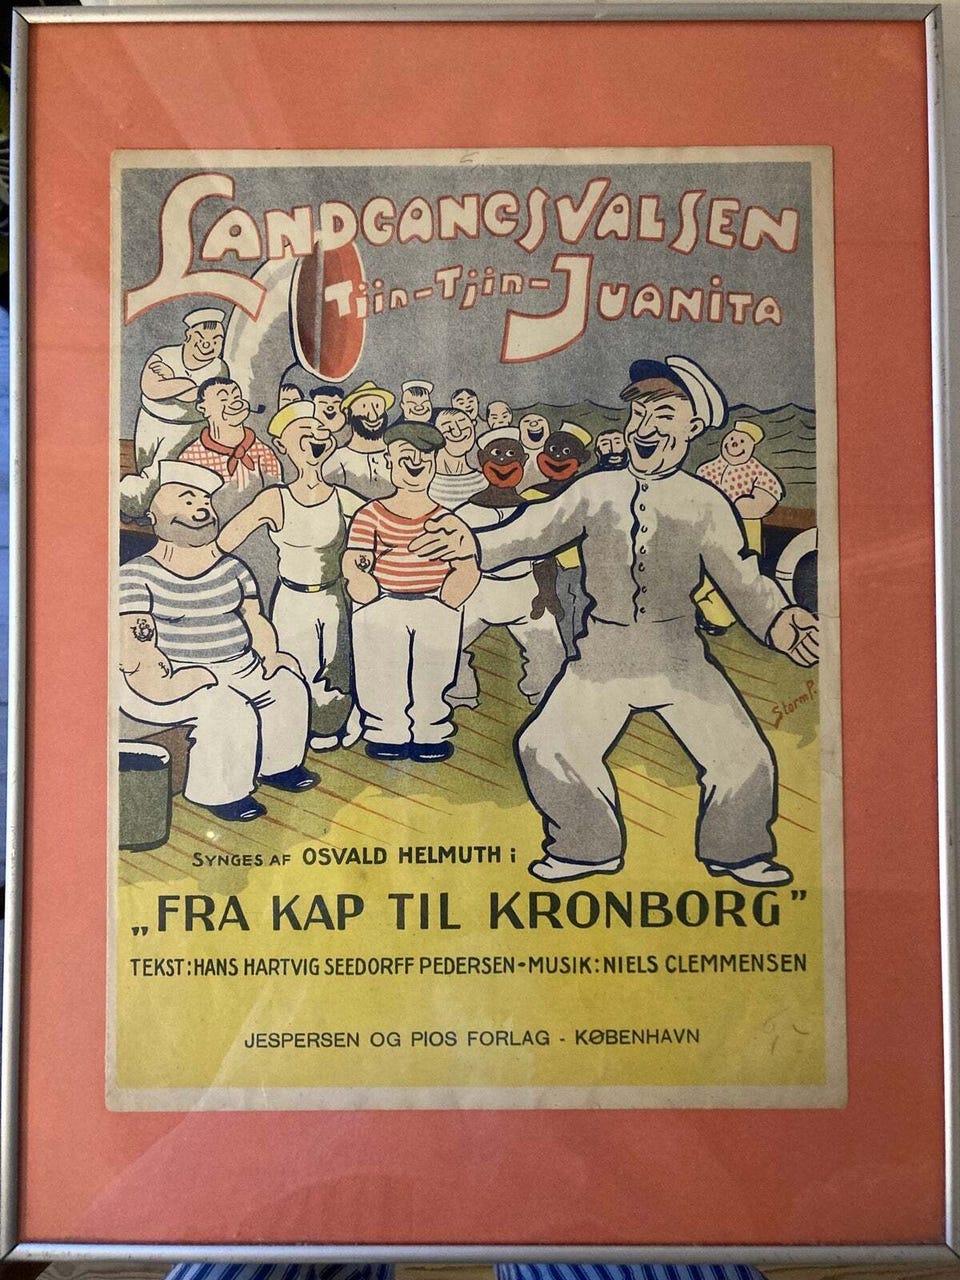 LANDGANGSVALSEN
Tjin-Tjin-JUANITA
Storm P.
SYNGES AF OSVALD HELMUTH i
„FRA KAP TIL KRONBORG”
TEKST: HANS HARTVIG SEEDORFF PEDERSEN-MUSIK: NIELS CLEMMENSEN
JESPERSEN OG PIOS FORLAG - KØBENHAVN